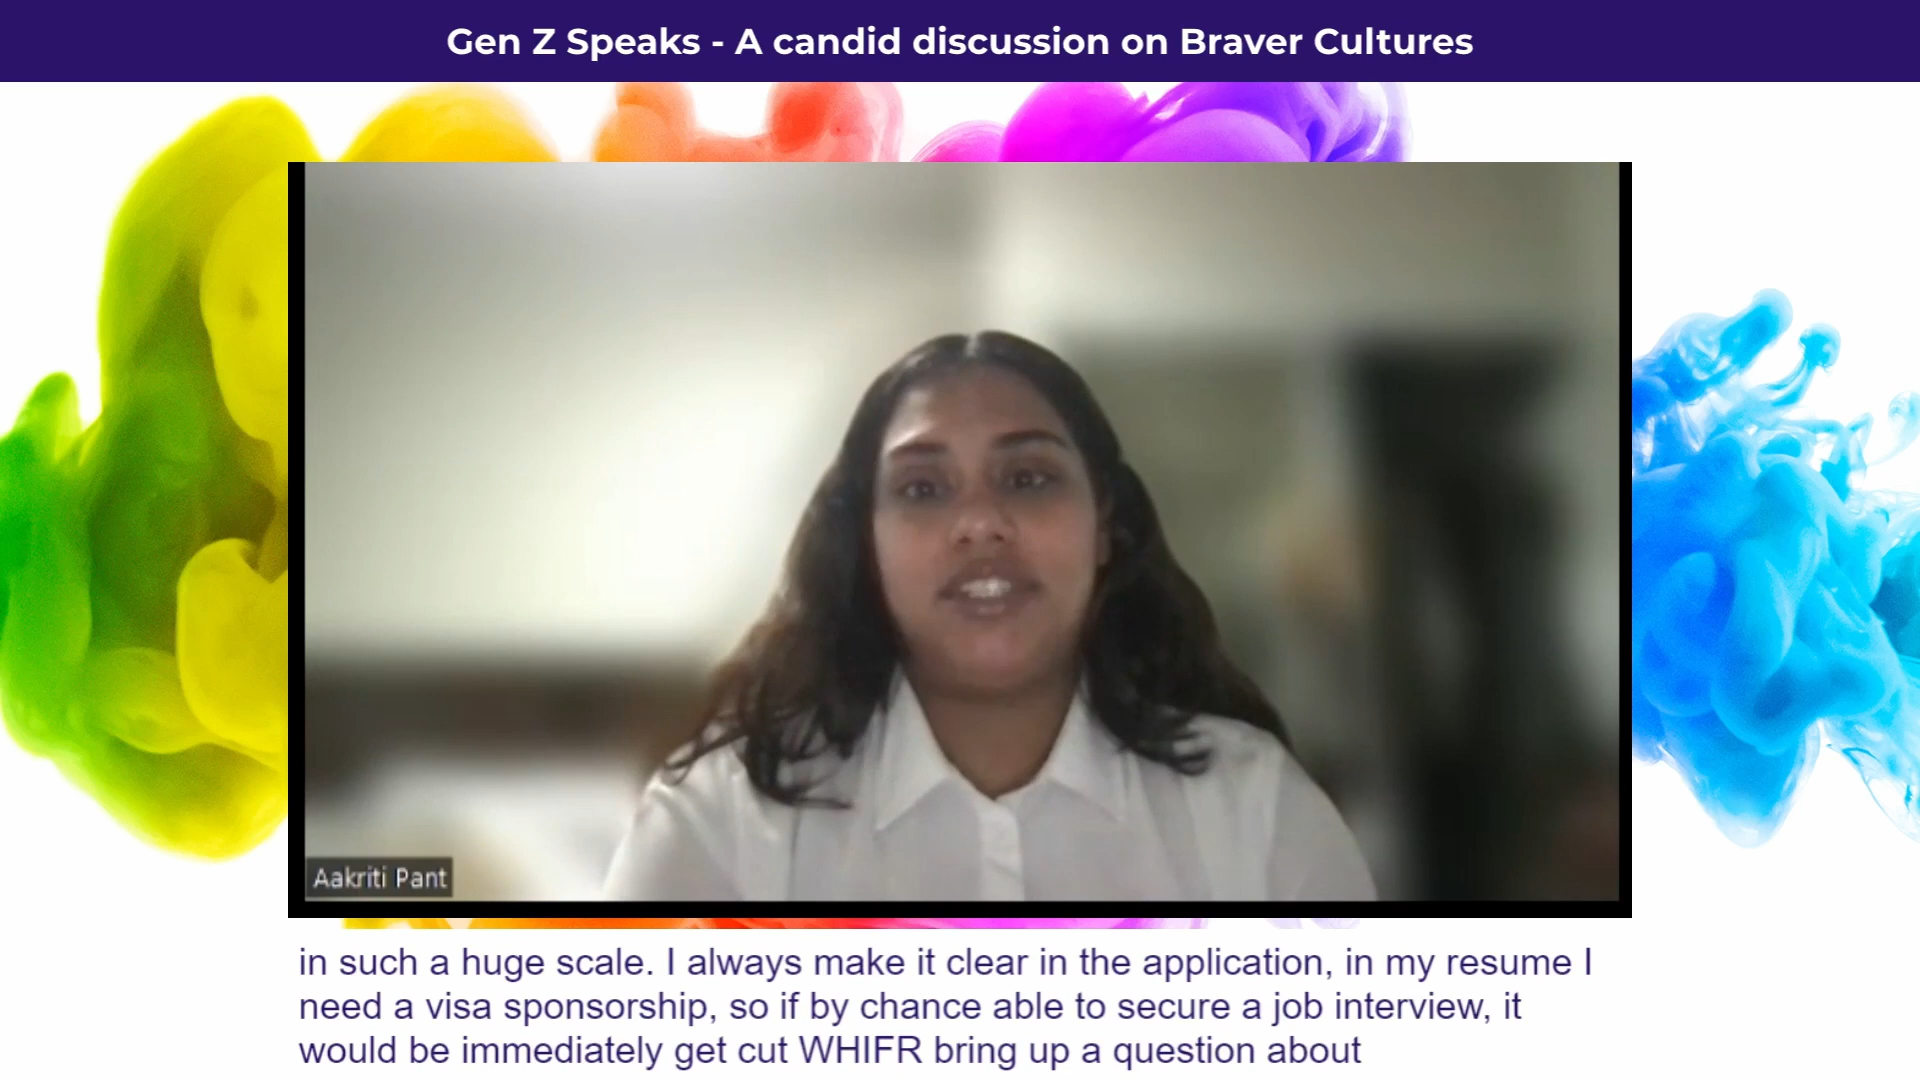 Gen Z Speaks - A candid discussion on Braver Cultures
Aakriti Pant
in such a huge scale. I always make it clear in the application, in my resume I
need a visa sponsorship, so if by chance able to secure a job interview, it
would be immediately get cut WHIFR bring up a question about